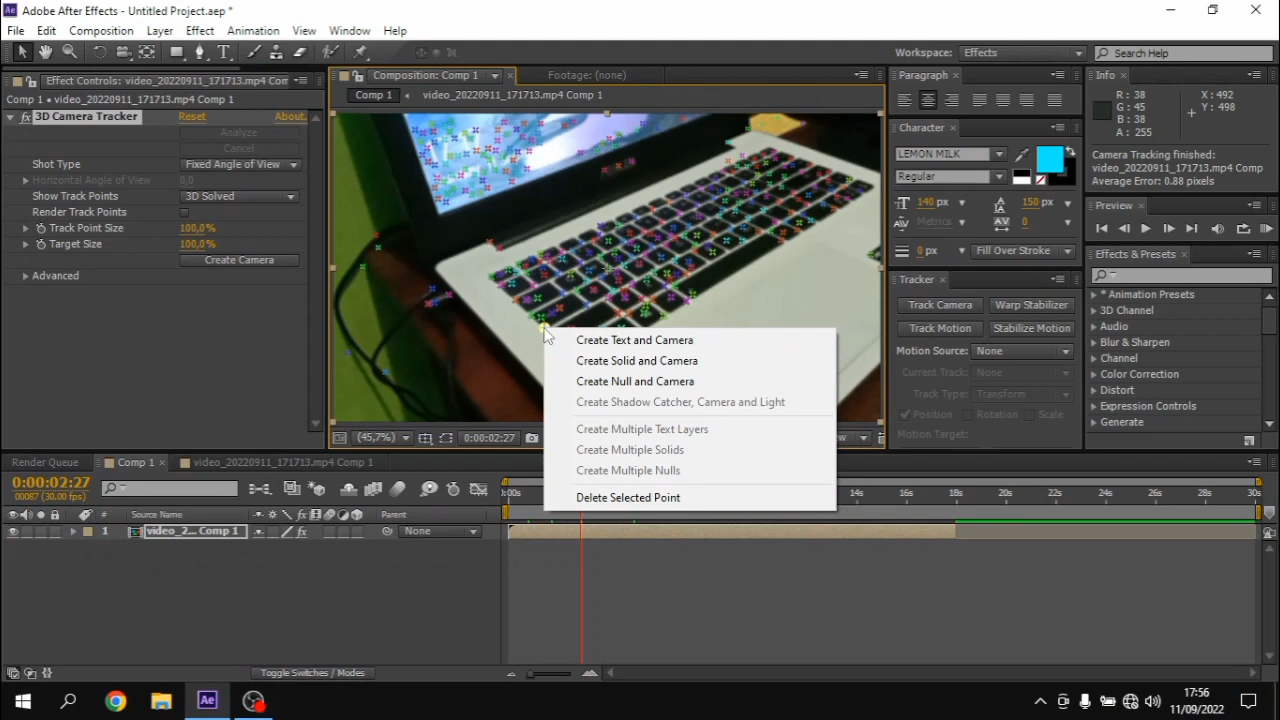 Adobe After Effects - Untitled Project.aep *
File Edit Composition Layer Effect Animation View Window Help
Workspace: Effects
Search Help
Effect Controls: video_20220911_171713.mp4 Com
Comp 1 • video_20220911_171713.mp4 Comp 1
3D Camera Tracker Reset About.
Analyze
Cancel
Shot Type Fixed Angle of View
Horizontal Angle of View 0,0
Show Track Points 3D Solved
Render Track Points
Track Point Size 100,0%
Target Size 100,0%
Create Camera
Advanced
Composition: Comp 1
Footage: (none)
Comp 1 video_20220911_171713.mp4 Comp 1
(45,7%) 0:00:02:27
Create Text and Camera
Create Solid and Camera
Create Null and Camera
Create Shadow Catcher, Camera and Light
Create Multiple Text Layers
Create Multiple Solids
Create Multiple Nulls
Delete Selected Point
Paragraph
Character
LEMON MILK
Regular
140 px 150 px
Metrics 0
0 px Fill Over Stroke
Tracker
Track Camera Warp Stabilizer
Track Motion Stabilize Motion
Motion Source: None
Current Track: None
Track Type: Transform
Position Rotation Scale
Motion Target:
Info
R: 38 X: 492
G: 45 Y: 498
B: 38
A: 255
Camera Tracking finished:
video_20220911_171713.mp4 Comp
Average Error: 0.88 pixels
Preview
Effects & Presets
* Animation Presets
3D Channel
Audio
Blur & Sharpen
Channel
Color Correction
Distort
Expression Controls
Generate
Render Queue Comp 1 video_20220911_171713.mp4 Comp 1
0:00:02:27
00087 (30.00 fps)
:00s 14s 16s 18s 20s 22s 24s 26s 28s 30s
# Source Name Parent
1 video_2... Comp 1 None
Toggle Switches / Modes
17:56
11/09/2022